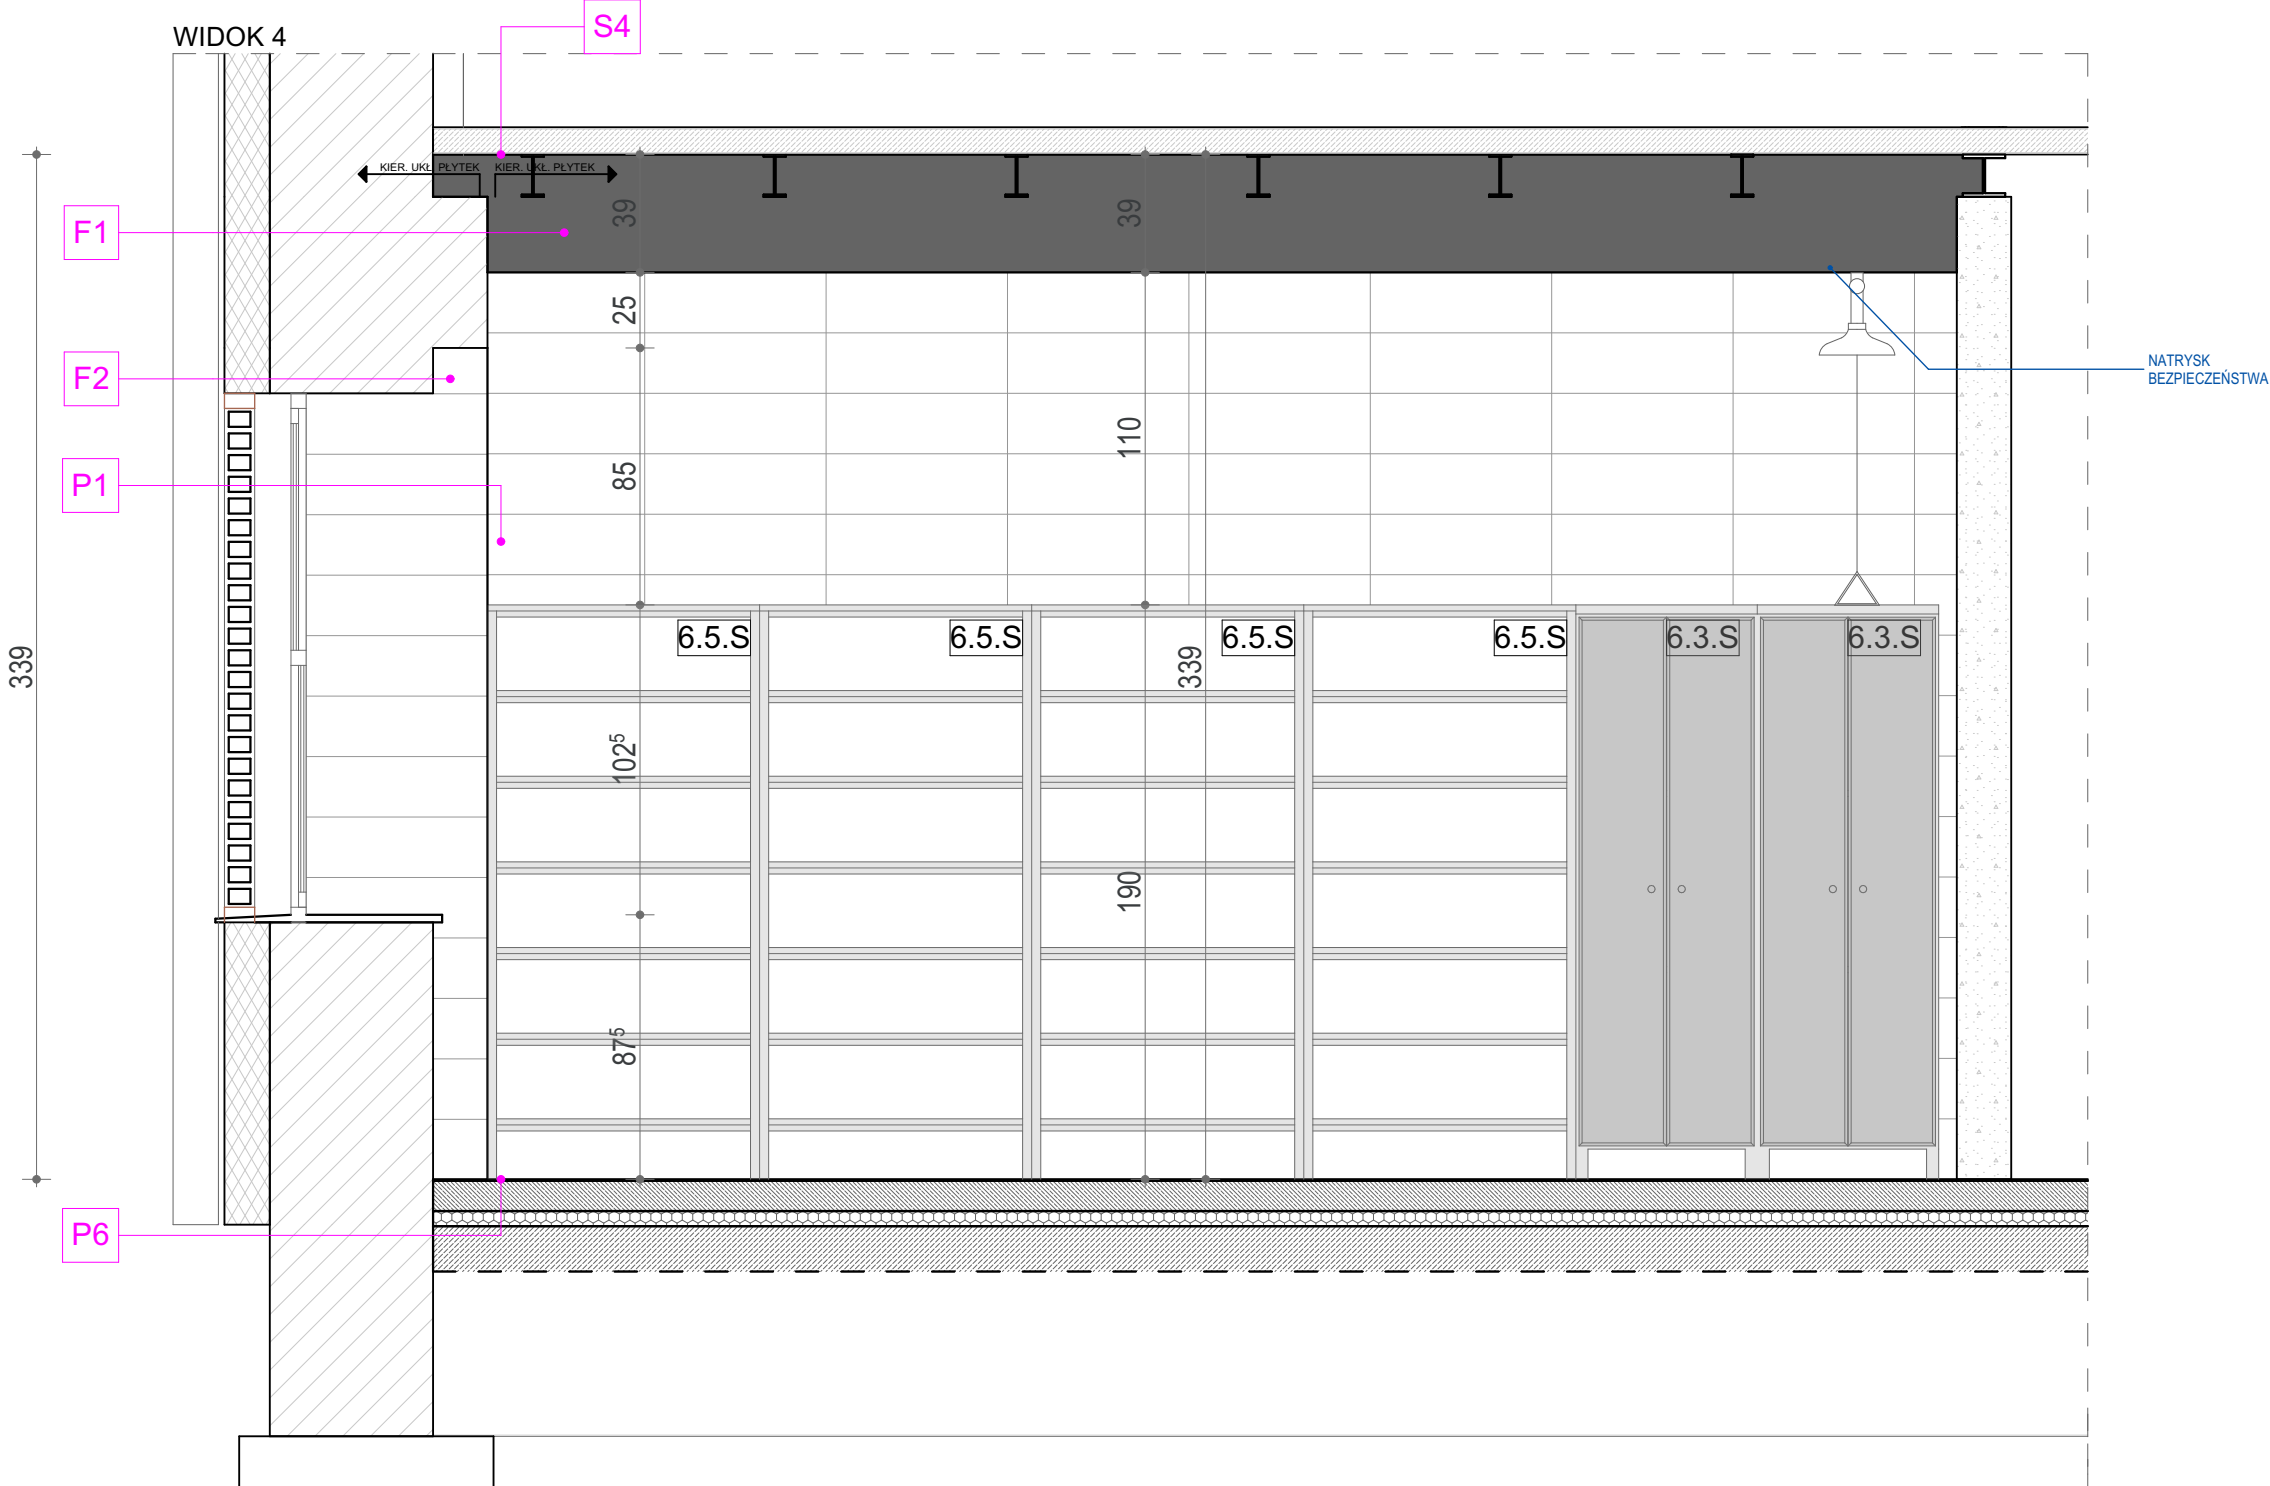 S4
WIDOK 4
KIER. UKŁ. PŁYTEK
KIER. UKŁ. PŁYTEK
39
39
F1
25
F2
NATRYSK
BEZPIECZEŃSTWA
110
P1
85
6.5.S
6.5.S
6.5.S
6.5.S
6.3.S
6.3.S
339
339
102⁵
190
87⁵
P6